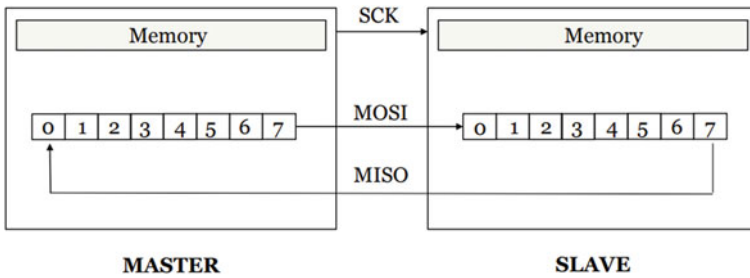 SCK
Memory
Memory
MOSI
0 1 2 3 4 5 6 7
0 1 2 3 4 5 6 7
MISO
MASTER
SLAVE